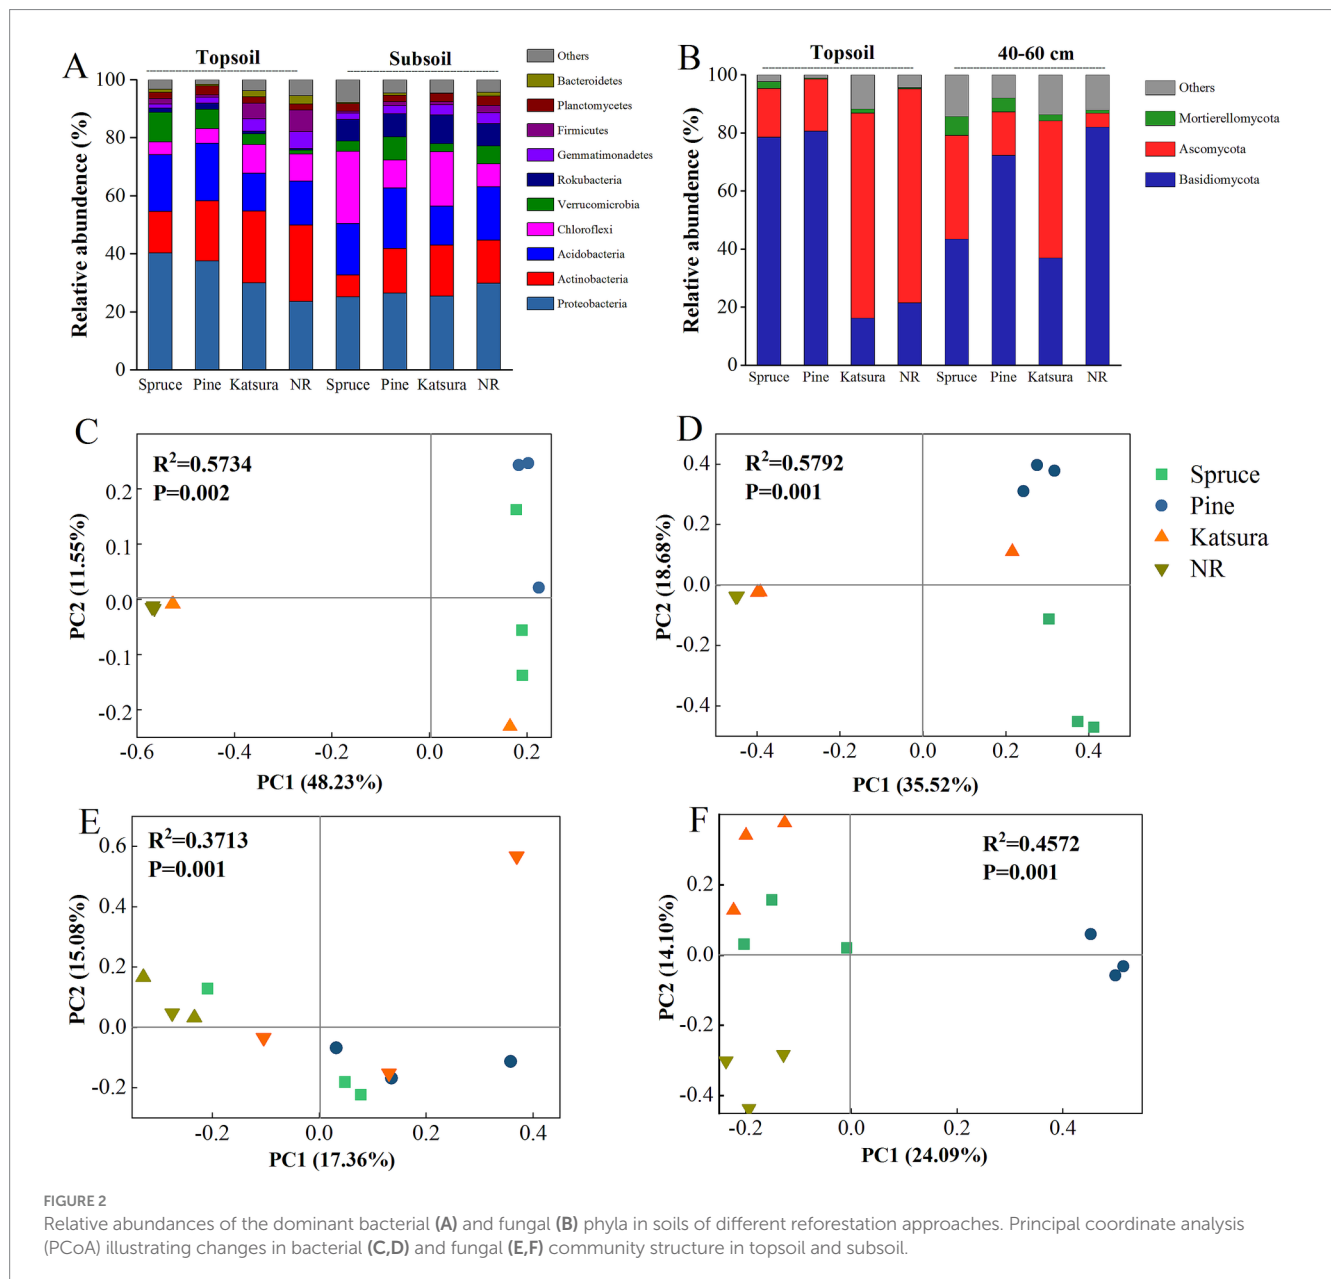 A
Topsoil
Subsoil
Relative abundance (%)
100
80
60
40
20
0
Spruce Pine Katsura NR Spruce Pine Katsura NR
Others
Bacteroidetes
Planctomycetes
Firmicutes
Gemmatimonadetes
Rokubacteria
Verrucomicrobia
Chloroflexi
Acidobacteria
Actinobacteria
Proteobacteria
B
Topsoil
40-60 cm
Relative abundance (%)
100
80
60
40
20
0
Spruce Pine Katsura NR Spruce Pine Katsura NR
Others
Mortierellomycota
Ascomycota
Basidiomycota
C
R²=0.5734
P=0.002
PC2 (11.55%)
0.2
0.1
0.0
-0.1
-0.2
-0.6 -0.4 -0.2 0.0 0.2
PC1 (48.23%)
D
R²=0.5792
P=0.001
PC2 (18.68%)
0.4
0.2
0.0
-0.2
-0.4
-0.4 -0.2 0.0 0.2 0.4
PC1 (35.52%)
Spruce
Pine
Katsura
NR
E
R²=0.3713
P=0.001
PC2 (15.08%)
0.6
0.4
0.2
0.0
-0.2
-0.2 0.0 0.2 0.4
PC1 (17.36%)
F
R²=0.4572
P=0.001
PC2 (14.10%)
0.2
0.0
-0.2
-0.4
-0.2 0.0 0.2 0.4
PC1 (24.09%)
FIGURE 2
Relative abundances of the dominant bacterial (A) and fungal (B) phyla in soils of different reforestation approaches. Principal coordinate analysis
(PCoA) illustrating changes in bacterial (C,D) and fungal (E,F) community structure in topsoil and subsoil.